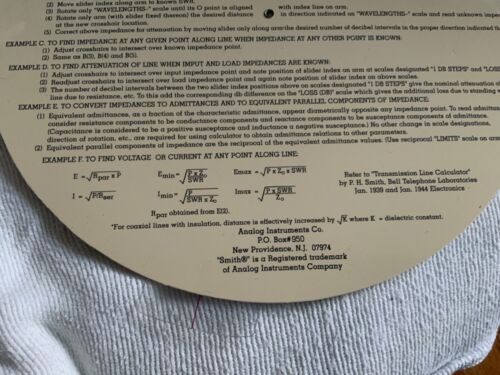 (2) Move slider index along arm to known SWR.
(3) Rotate only "WAVELENGTHS-" scale until its O point is aligned with index line on arm.
(4) Rotate only arm (with slider fixed thereon) the desired distance in direction indicated on "WAVELENGTHS-" scale and read unknown
at the new crosshair location.
(5) Correct above impedance for attenuation by moving slider only along arm-the desired number of decibel intervals in the proper direction indicated
EXAMPLE C. TO FIND IMPEDANCE AT ANY GIVEN POINT ALONG LINE WHEN IMPEDANCE AT ANY OTHER POINT IS KNOWN:
(1) Adjust crosshairs to intersect over known impedance point.
(2) Same as B(3), B(4) and B(5).
EXAMPLE D. TO FIND ATTENUATION OF LINE WHEN INPUT AND LOAD IMPEDANCES ARE KNOWN:
(1) Adjust crosshairs to intersect over input impedance point and note position of slider index on arm at scales designated "1 DB STEPS" and "LOSS
(2) Readjust crosshairs to intersect over load impedance point and again note position of slider index on above scales.
(3) The number of decibel intervals between the two slider index positions above on scales designated "1 DB STEPS" give the nominal attenuation of
line due to resistance, etc. To this add the corresponding db difference on the "LOSS (DB)" scale which gives the additional loss due to standing w
EXAMPLE E. TO CONVERT IMPEDANCES TO ADMITTANCES AND TO EQUIVALENT PARALLEL COMPONENTS OF IMPEDANCE.
(1) Equivalent admittances, as a fraction of the characteristic admittance, appear diametrically opposite any impedance point. To read admittan
consider resistance components to be conductance components and reactance components to be susceptance components of admittance.
(Capacitance is considered to be a positive susceptance and inductance a negative susceptance.) No other change in scale designations,
direction of rotation, etc., are required for using calculator to obtain admittance relations to other parameters.
(2) Equivalent parallel components of impedance are the reciprocal of the equivalent admittance values. (Use reciprocal "LIMITS" scale on arm
EXAMPLE F. TO FIND VOLTAGE OR CURRENT AT ANY POINT ALONG LINE:
E = √Rpar x P Emin = √P x Zo/SWR Emax = √P x Zo x SWR
I = √P/Rser Imin = √P/SWR x Zo Imax = √P x SWR/Zo
Refer to "Transmission Line Calculator"
by P. H. Smith, Bell Telephone Laboratories
Jan. 1939 and Jan. 1944 Electronics
Rpar obtained from E(2).
*For coaxial lines with insulation, distance is effectively increased by √K where K = dielectric constant.
Analog Instruments Co.
P.O. Box#950
New Providence, N.J. 07974
"Smith®" is a Registered trademark
of Analog Instruments Company